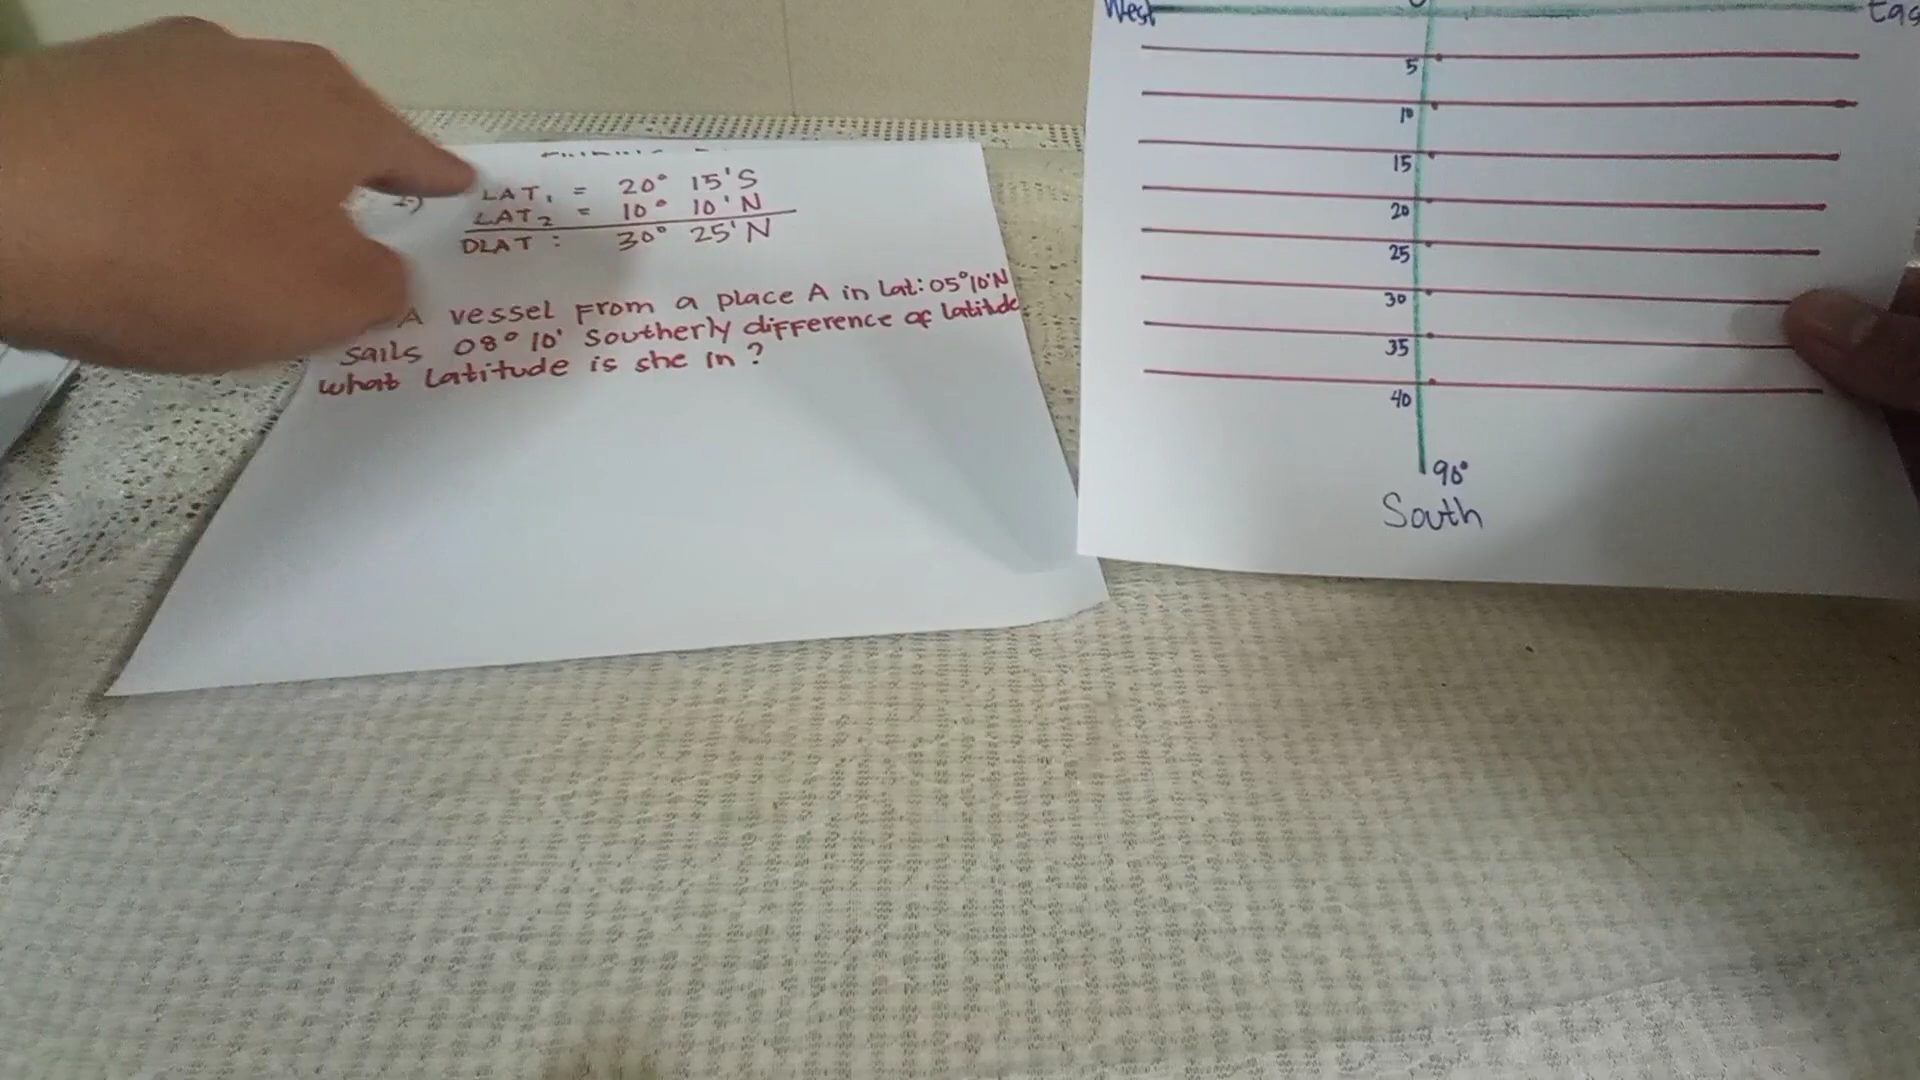 2)
LAT₁ = 20° 15'S
LAT₂ = 10° 10'N
DLAT : 30° 25'N
A vessel From a place A in lat: 05°10'N
sails 08° 10' Southerly difference of latitude
what latitude is she in?
West
5
10
15
20
25
30
35
40
90°
South